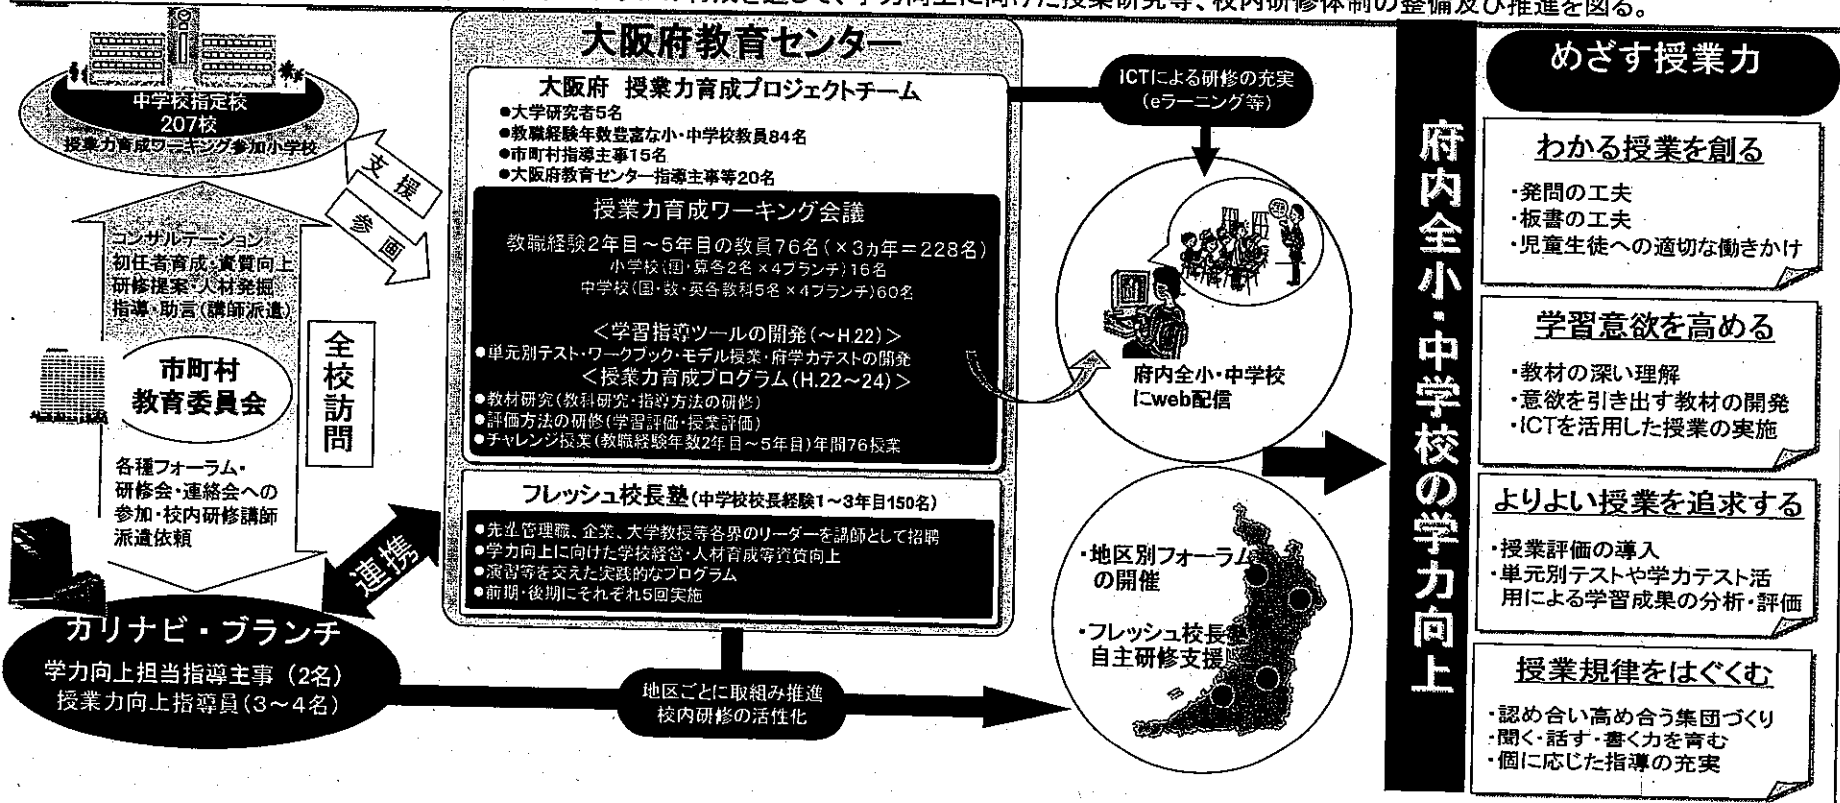 学力向上に向けた授業研究等、校内研修体制の整備及び推進を図る。
中学校指定校
207校
授業力育成ワーキング参加小学校
支援
参画
コンサルテーション
初任者育成・資質向上
研修提案・人材発掘
指導・助言(講師派遣)
市町村
教育委員会
全校訪問
各種フォーラム・
研修会・連絡会への
参加・校内研修講師
派遣依頼
連携
カリナビ・ブランチ
学力向上担当指導主事（2名）
授業力向上指導員(3～4名)
大阪府教育センター
大阪府 授業力育成プロジェクトチーム
●大学研究者5名
●教職経験年数豊富な小・中学校教員84名
●市町村指導主事15名
●大阪府教育センター指導主事等20名
授業力育成ワーキング会議
教職経験2年目～5年目の教員76名(×3ヵ年＝228名)
小学校(国・算各2名×4ブランチ)16名
中学校(国・数・英各教科5名×4ブランチ)60名
＜学習指導ツールの開発(～H.22)＞
●単元別テスト・ワークブック・モデル授業・府学力テストの開発
＜授業力育成プログラム(H.22～24)＞
●教材研究(教科研究・指導方法の研修)
●評価方法の研修(学習評価・授業評価)
●チャレンジ授業(教職経験年数2年目～5年目)年間76授業
フレッシュ校長塾(中学校校長経験1～3年目150名)
●先進管理職、企業、大学教授等各界のリーダーを講師として招聘
●学力向上に向けた学校経営・人材育成等資質向上
●演習等を交えた実践的なプログラム
●前期・後期にそれぞれ5回実施
地区ごとに取組み推進
校内研修の活性化
ICTによる研修の充実
(eラーニング等)
府内全小・中学校
にweb配信
・地区別フォーラム
の開催
・フレッシュ校長塾
自主研修支援
府内全小・中学校の学力向上
めざす授業力
わかる授業を創る
・発問の工夫
・板書の工夫
・児童生徒への適切な働きかけ
学習意欲を高める
・教材の深い理解
・意欲を引き出す教材の開発
・ICTを活用した授業の実施
よりよい授業を追求する
・授業評価の導入
・単元別テストや学力テスト活
用による学習成果の分析・評価
授業規律をはぐくむ
・認め合い高め合う集団づくり
・聞く・話す・書く力を育む
・個に応じた指導の充実